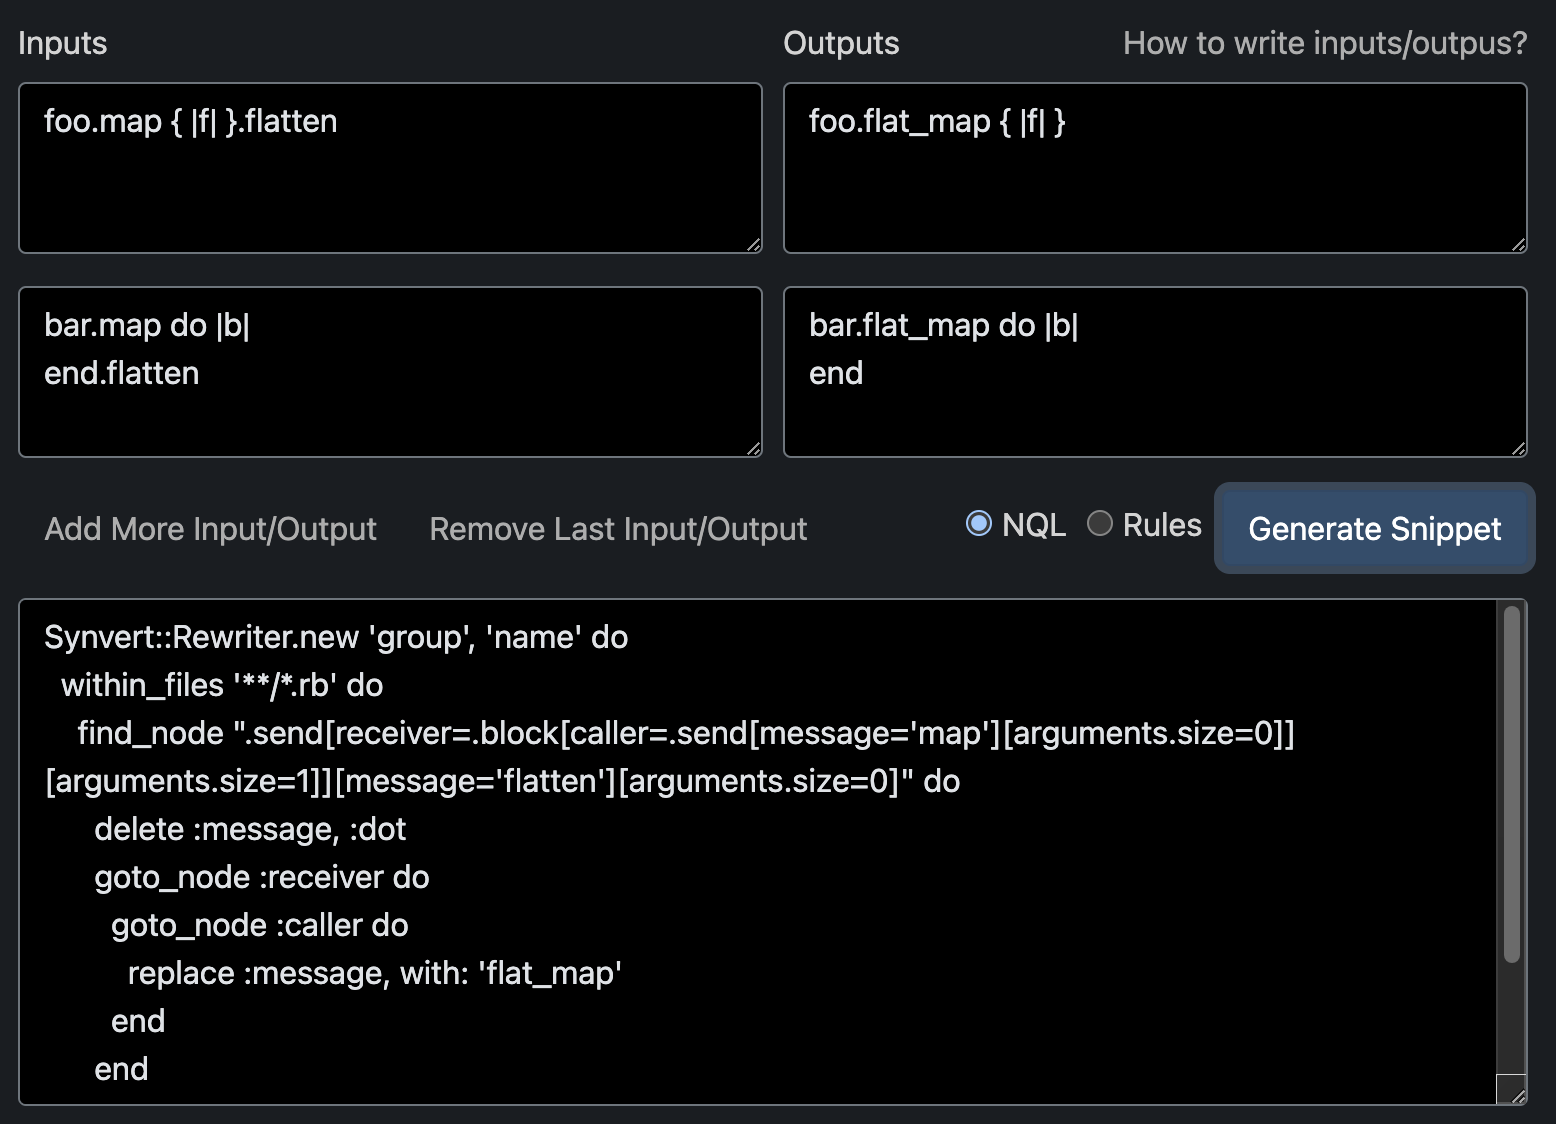 Inputs
Outputs
How to write inputs/outpus?
foo.map { |f| }.flatten
foo.flat_map { |f| }
bar.map do |b|
end.flatten
bar.flat_map do |b|
end
Add More Input/Output
Remove Last Input/Output
NQL
Rules
Generate Snippet
Synvert::Rewriter.new 'group', 'name' do
  within_files '**/*.rb' do
    find_node ".send[receiver=.block[caller=.send[message='map'][arguments.size=0]]
[arguments.size=1]][message='flatten'][arguments.size=0]" do
      delete :message, :dot
      goto_node :receiver do
        goto_node :caller do
          replace :message, with: 'flat_map'
        end
      end